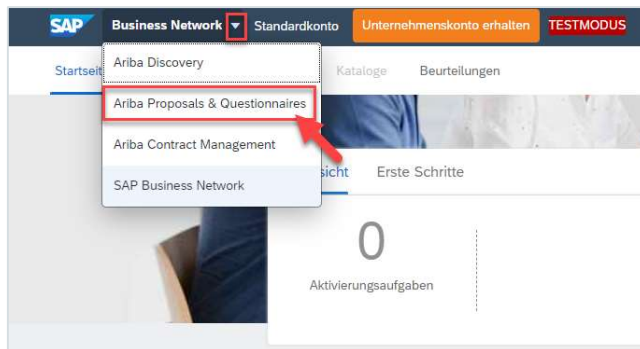 SAP Business Network Standardkonto Unternehmenskonto erhalten TESTMODUS
Startseit Kataloge Beurteilungen
Ariba Discovery
Ariba Proposals & Questionnaires
Ariba Contract Management
SAP Business Network
sicht Erste Schritte
0
Aktivierungsaufgaben